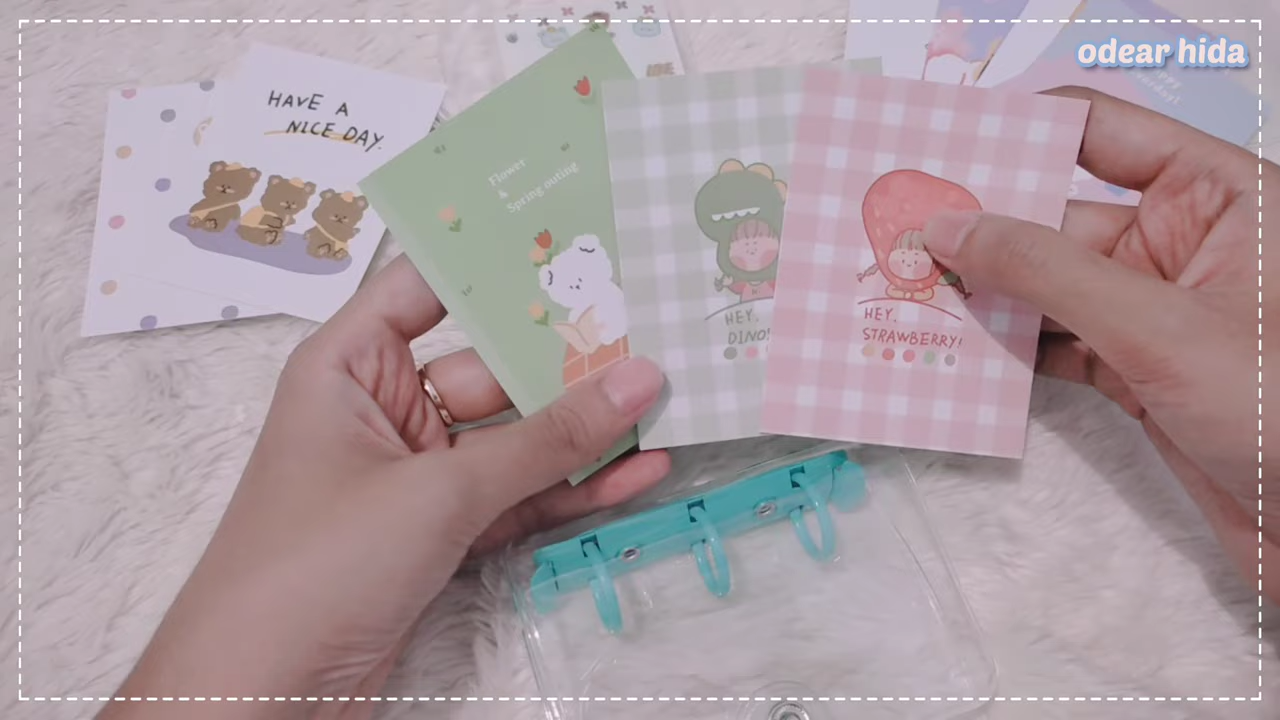 odear hida
HAVE A
NICE DAY.
Flower
&
Spring outing
HEY,
DINO!
HEY,
STRAWBERRY!